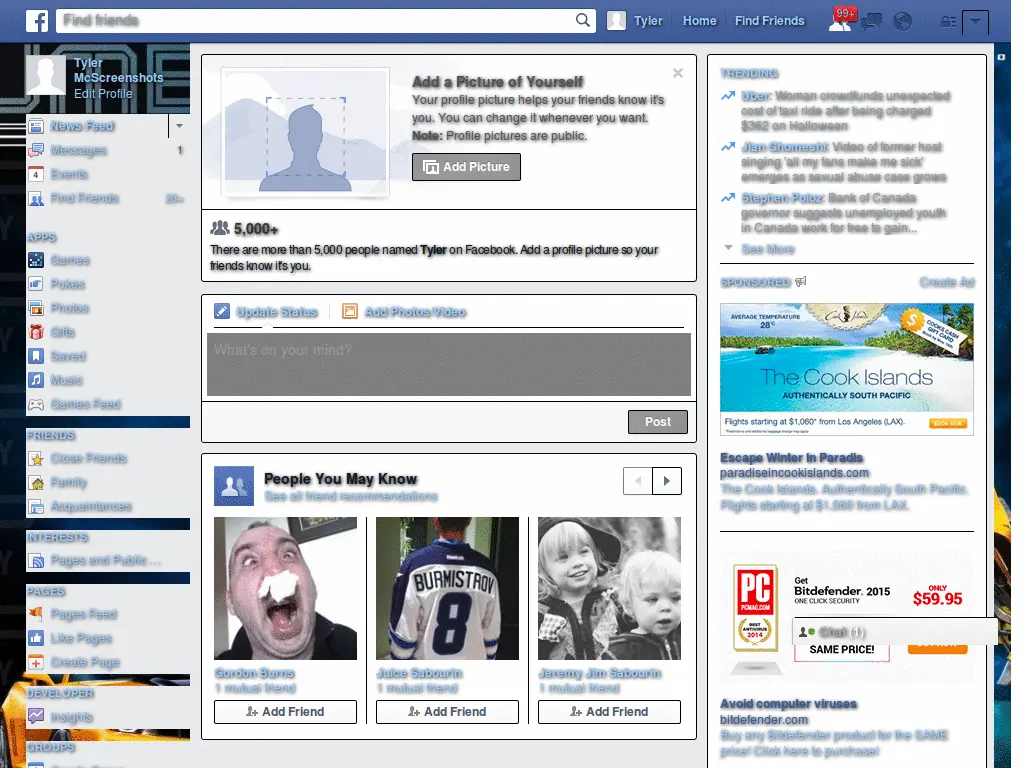 Find friends
Tyler
Home
Find Friends
99+
Tyler
McScreenshots
Edit Profile
News Feed
Messages
1
4
Events
Find Friends
20+
APPS
Games
Pokes
Photos
Gifts
Saved
Music
Games Feed
FRIENDS
Close Friends
Family
Acquaintances
INTERESTS
Pages and Public ...
PAGES
Pages Feed
Like Pages
Create Page
DEVELOPER
Insights
GROUPS
Add a Picture of Yourself
Your profile picture helps your friends know it's
you. You can change it whenever you want.
Note: Profile pictures are public.
Add Picture
5,000+
There are more than 5,000 people named Tyler on Facebook. Add a profile picture so your
friends know it's you.
Update Status
Add Photos/Video
What's on your mind?
Post
People You May Know
See all friend recommendations
BURMISTROV
8
Gordon Burns
1 mutual friend
Add Friend
Juice Sabourin
1 mutual friend
Add Friend
Jeremy Jim Sabourin
1 mutual friend
Add Friend
TRENDING
Uber: Woman crowdfunds unexpected
cost of taxi ride after being charged
$362 on Halloween
Jian Ghomeshi: Video of former host
singing 'all my fans make me sick'
emerges as sexual abuse case grows
Stephen Poloz: Bank of Canada
governor suggests unemployed youth
in Canada work for free to gain...
See More
SPONSORED
Create Ad
AVERAGE TEMPERATURE
28°C
Cook Islands
$
COOKS CASH
GIFT CARD
THE COOK ISLANDS
AUTHENTICALLY SOUTH PACIFIC
Flights starting at $1,060* from Los Angeles (LAX).
BOOK NOW
Escape Winter In Paradis
paradiseincookislands.com
The Cook Islands. Authentically South Pacific.
Flights starting at $1,060 from LAX.
PC
PCMAG.COM
BEST
ANTIVIRUS
2014
Get
Bitdefender 2015
ONE CLICK SECURITY
ONLY
$59.95
SAME PRICE!
Chat (1)
Avoid computer viruses
bitdefender.com
Buy any Bitdefender product for the SAME
price! Click here to purchase!